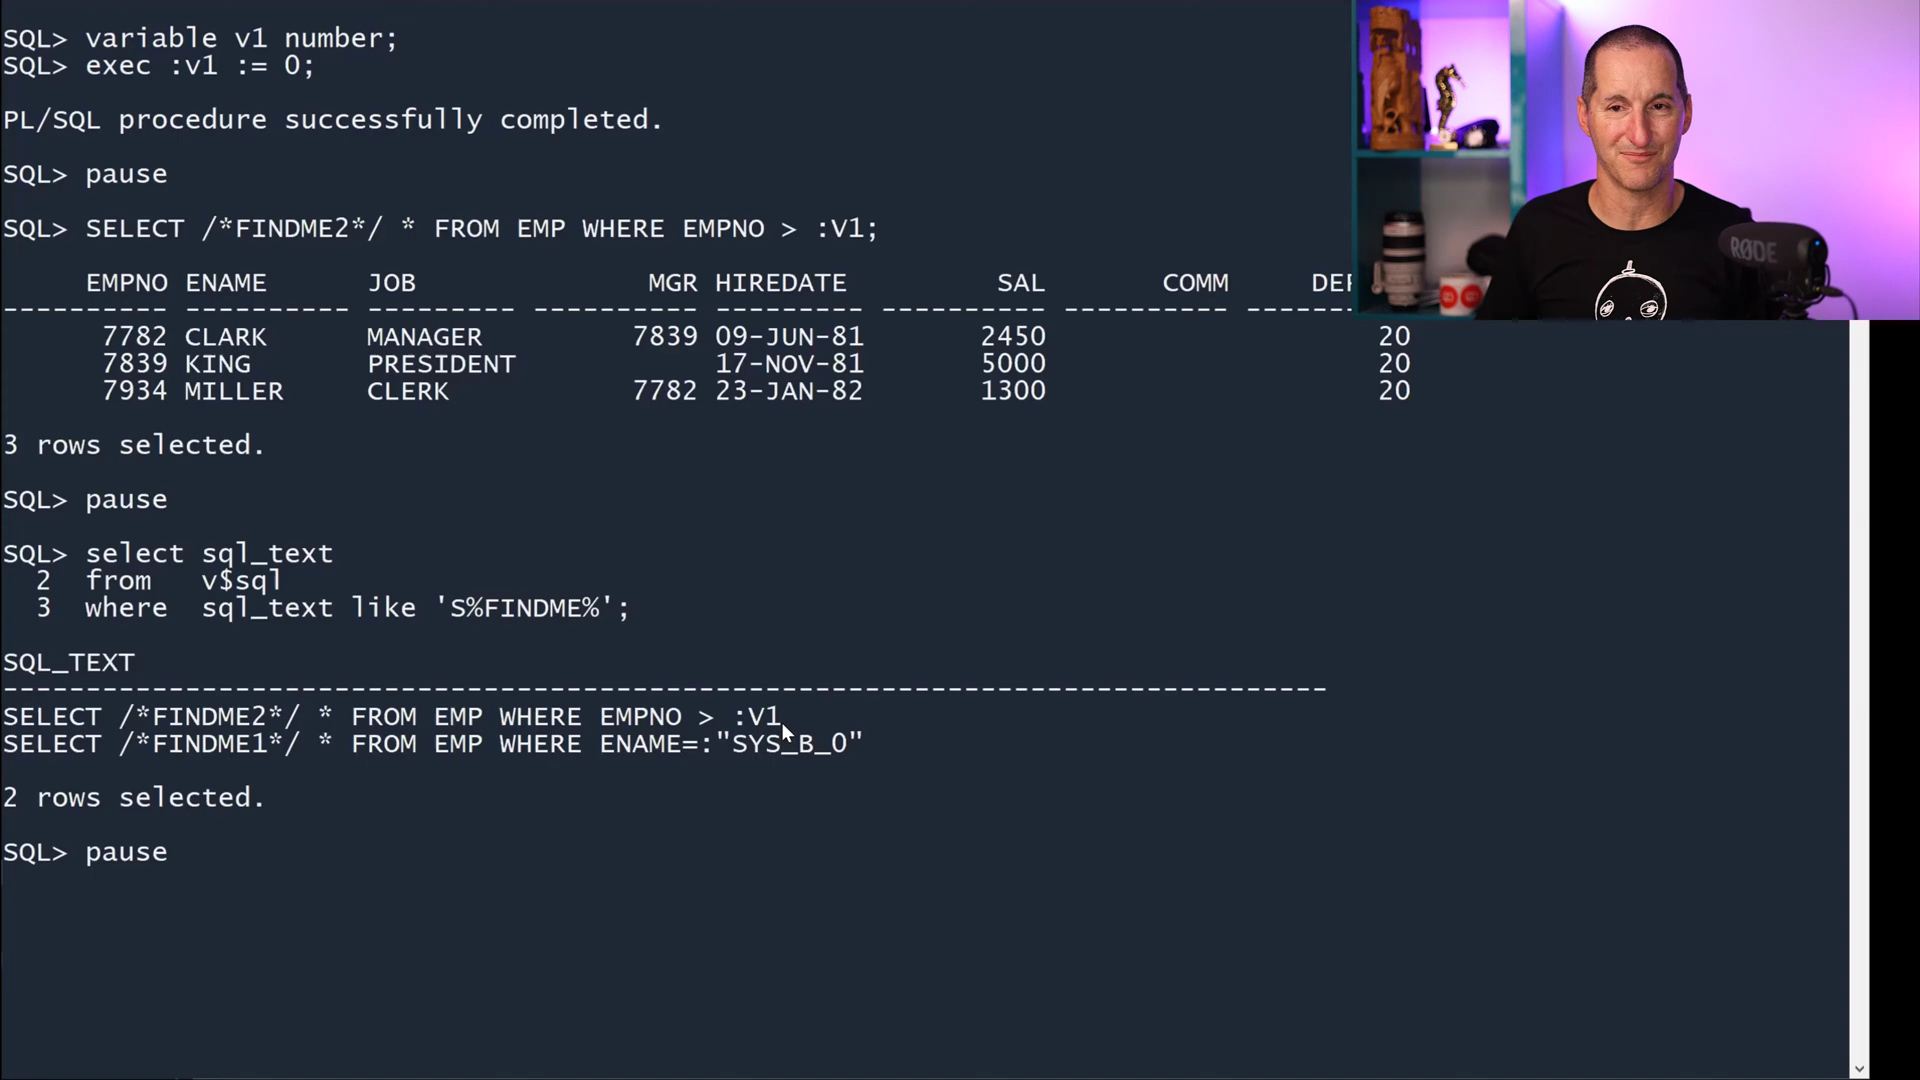 SQL> variable v1 number;
SQL> exec :v1 := 0;
PL/SQL procedure successfully completed.
SQL> pause
SQL> SELECT /*FINDME2*/ * FROM EMP WHERE EMPNO > :V1;
EMPNO ENAME JOB MGR HIREDATE SAL COMM DEP
---------- ---------- --------- ---------- --------- ---------- ---------- -------
7782 CLARK MANAGER 7839 09-JUN-81 2450 20
7839 KING PRESIDENT 17-NOV-81 5000 20
7934 MILLER CLERK 7782 23-JAN-82 1300 20
3 rows selected.
SQL> pause
SQL> select sql_text
2 from v$sql
3 where sql_text like 'S%FINDME%';
SQL_TEXT
--------------------------------------------------------------------------------
SELECT /*FINDME2*/ * FROM EMP WHERE EMPNO > :V1
SELECT /*FINDME1*/ * FROM EMP WHERE ENAME=:"SYS_B_0"
2 rows selected.
SQL> pause
RØDE